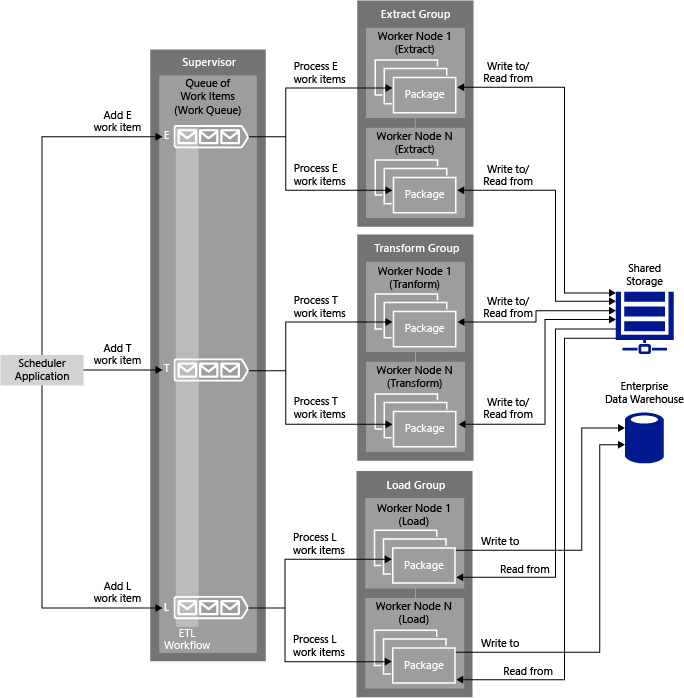 Extract Group
Worker Node 1
(Extract)
Package
Worker Node N
(Extract)
Package
Supervisor
Queue of
Work Items
(Work Queue)
Process E
work items
Write to/
Read from
Add E
work item
E
Process E
work items
Write to/
Read from
Transform Group
Worker Node 1
(Tranform)
Package
Worker Node N
(Transform)
Package
Process T
work items
Write to/
Read from
Shared
Storage
Scheduler
Application
Add T
work item
T
Process T
work items
Write to/
Read from
Enterprise
Data Warehouse
Load Group
Worker Node 1
(Load)
Package
Worker Node N
(Load)
Package
Process L
work items
Write to
Read from
Add L
work item
L
ETL
Workflow
Process L
work items
Write to
Read from